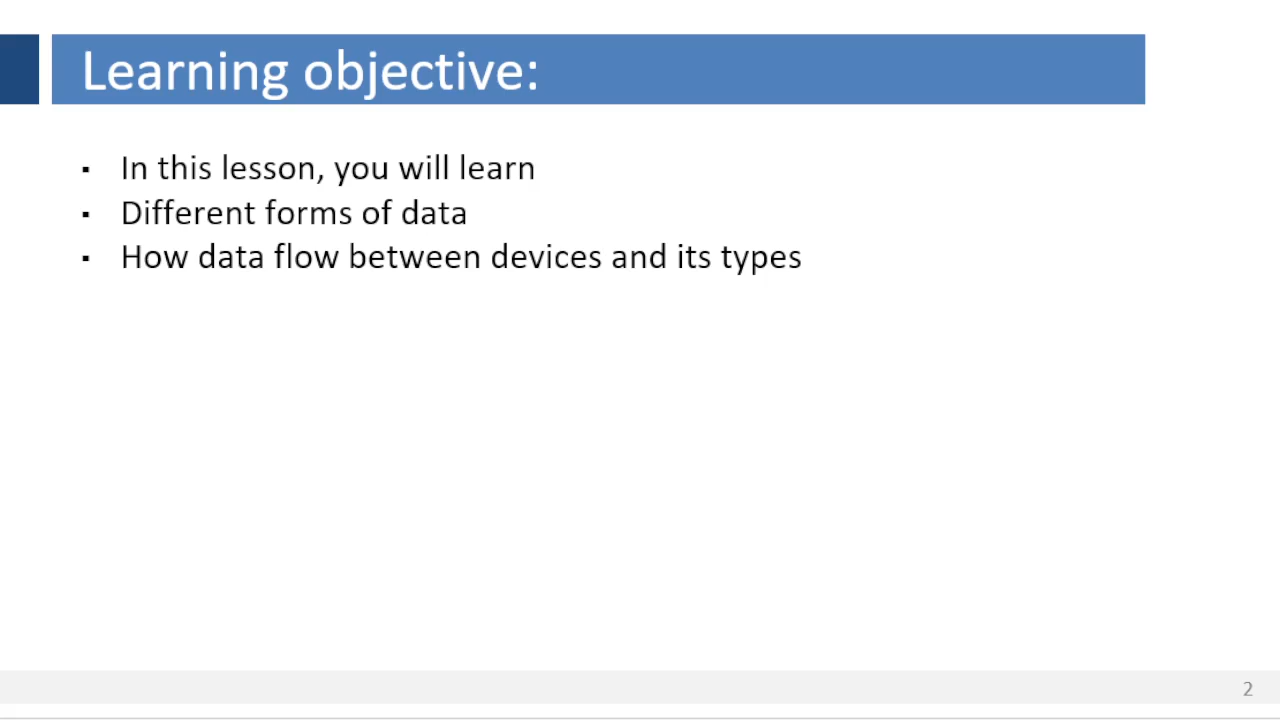 Learning objective:
▪ In this lesson, you will learn
▪ Different forms of data
▪ How data flow between devices and its types
2